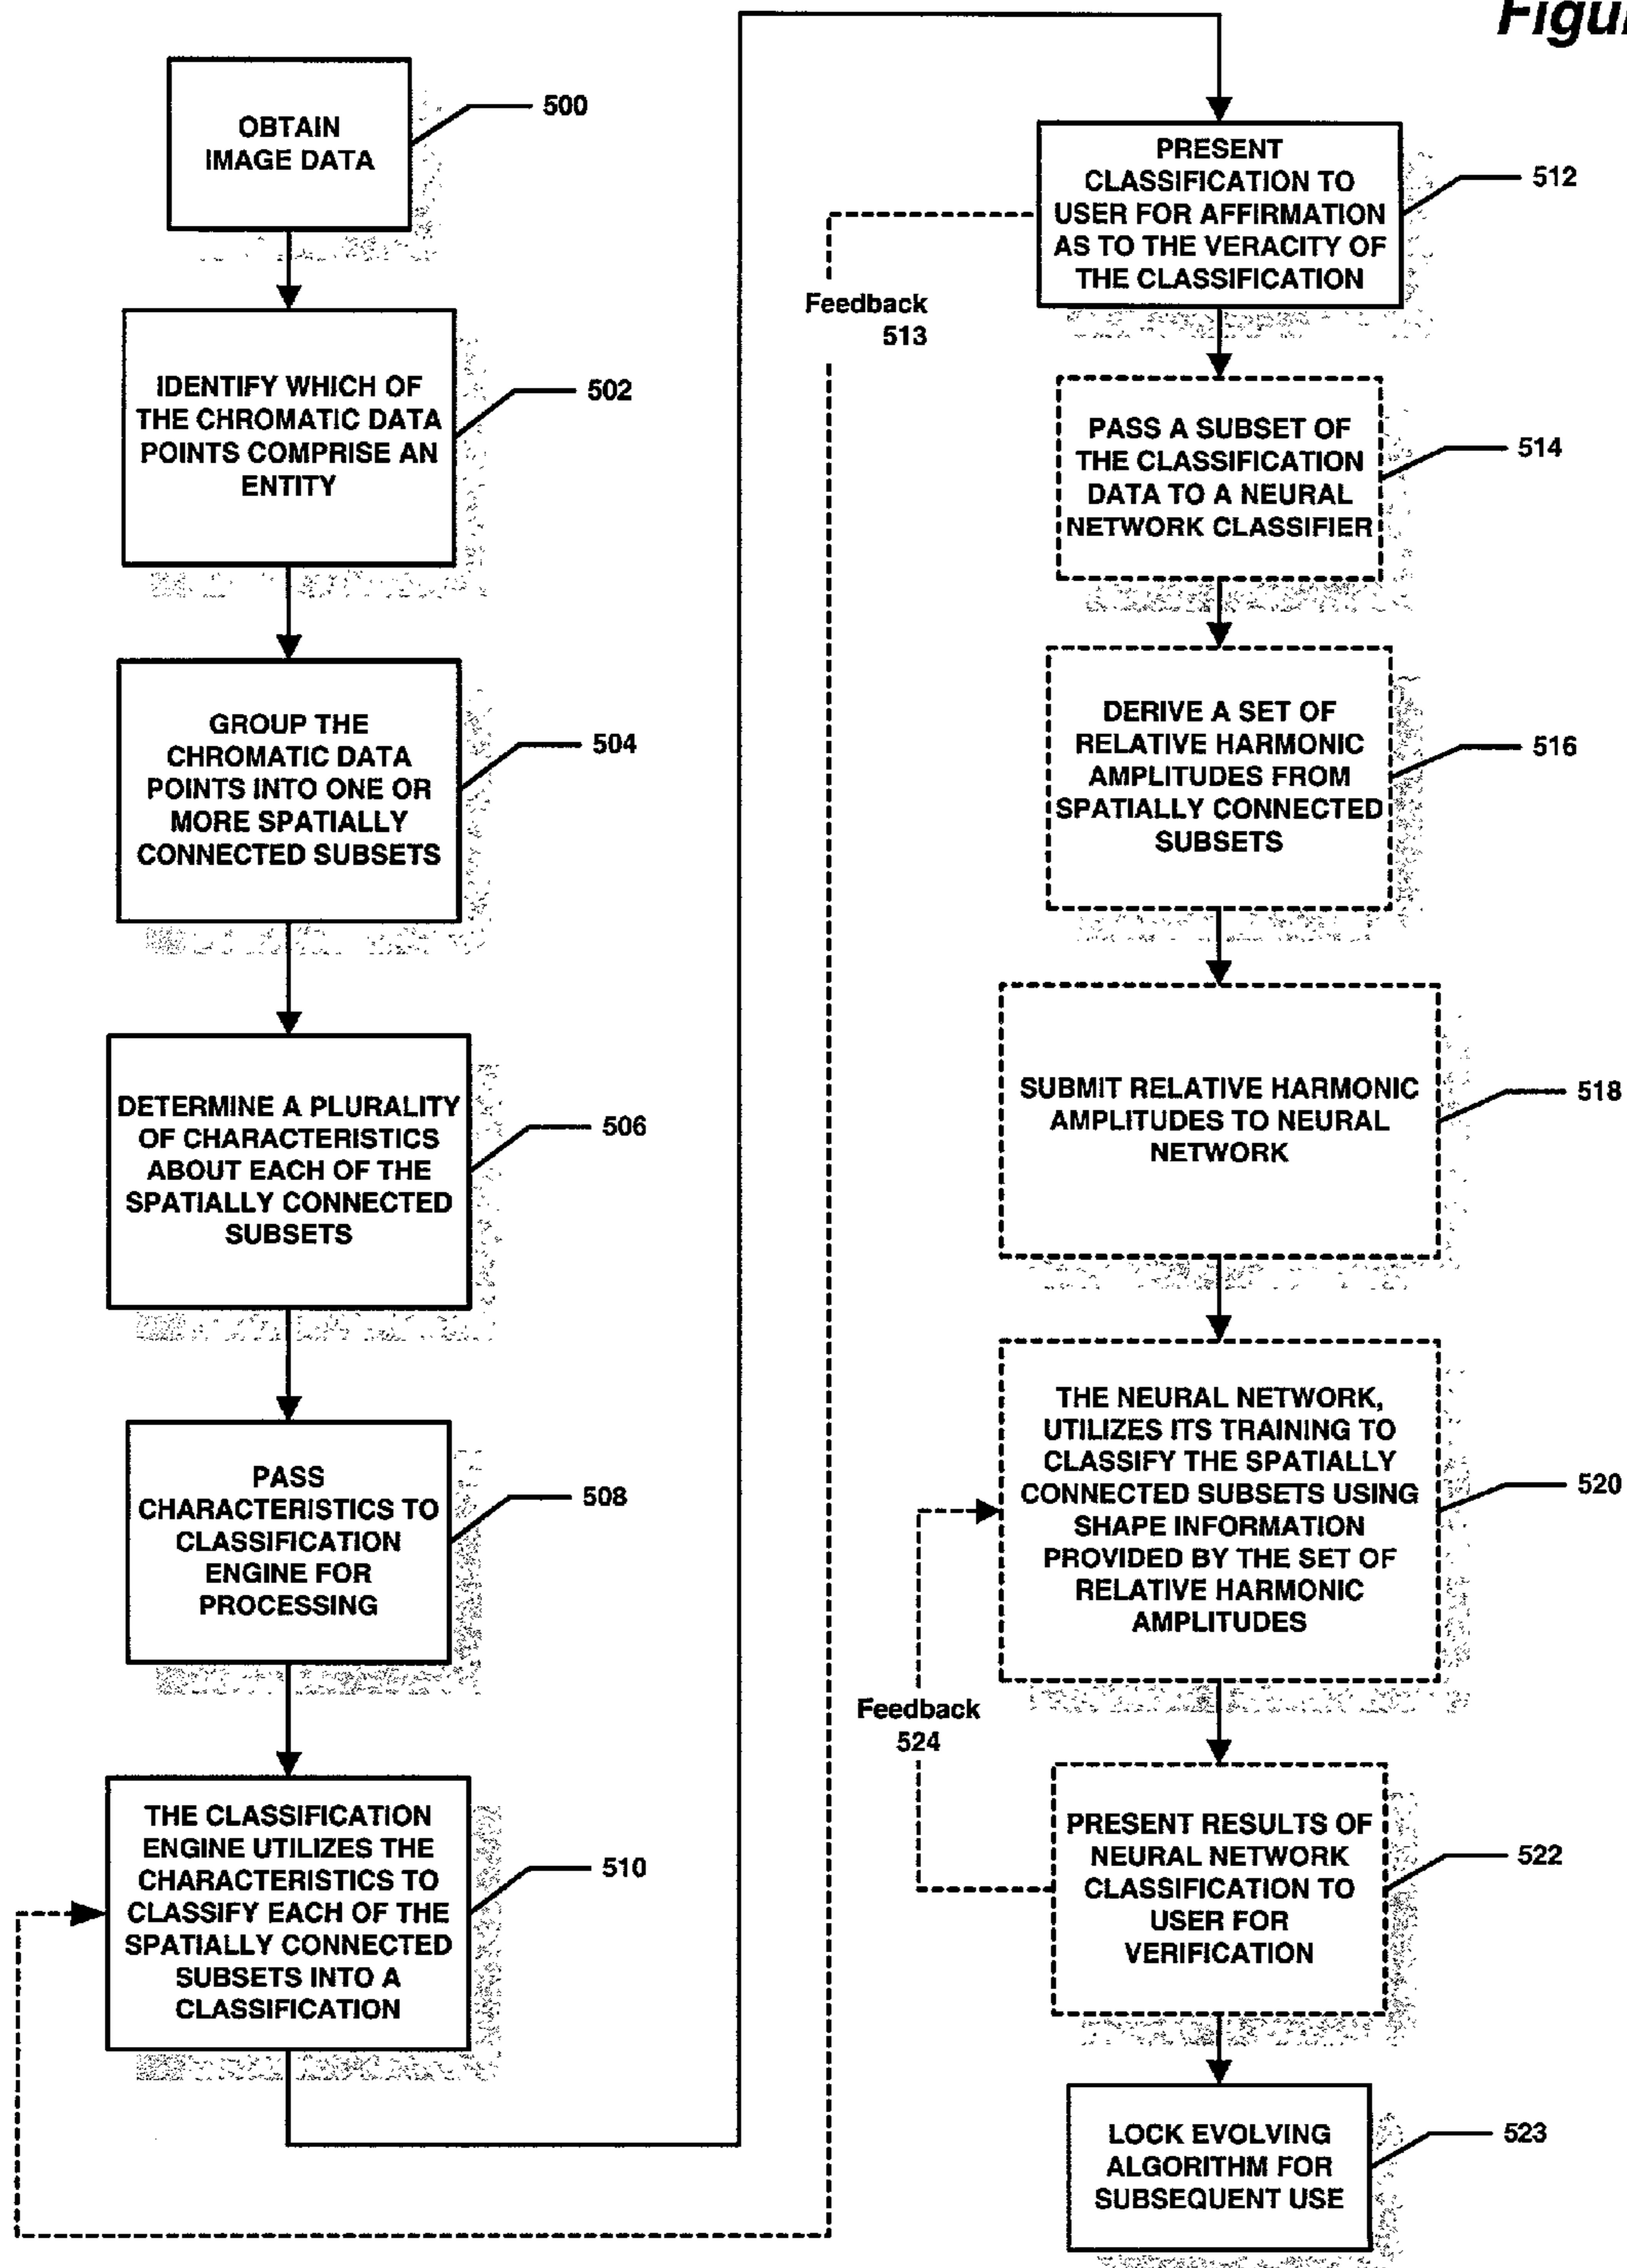 OBTAIN
IMAGE DATA
500
IDENTIFY WHICH OF
THE CHROMATIC DATA
POINTS COMPRISE AN
ENTITY
502
GROUP THE
CHROMATIC DATA
POINTS INTO ONE OR
MORE SPATIALLY
CONNECTED SUBSETS
504
DETERMINE A PLURALITY
OF CHARACTERISTICS
ABOUT EACH OF THE
SPATIALLY CONNECTED
SUBSETS
506
PASS
CHARACTERISTICS TO
CLASSIFICATION
ENGINE FOR
PROCESSING
508
THE CLASSIFICATION
ENGINE UTILIZES THE
CHARACTERISTICS TO
CLASSIFY EACH OF THE
SPATIALLY CONNECTED
SUBSETS INTO A
CLASSIFICATION
510
PRESENT
CLASSIFICATION TO
USER FOR AFFIRMATION
AS TO THE VERACITY OF
THE CLASSIFICATION
512
Feedback
513
PASS A SUBSET OF
THE CLASSIFICATION
DATA TO A NEURAL
NETWORK CLASSIFIER
514
DERIVE A SET OF
RELATIVE HARMONIC
AMPLITUDES FROM
SPATIALLY CONNECTED
SUBSETS
516
SUBMIT RELATIVE HARMONIC
AMPLITUDES TO NEURAL
NETWORK
518
THE NEURAL NETWORK,
UTILIZES ITS TRAINING TO
CLASSIFY THE SPATIALLY
CONNECTED SUBSETS USING
SHAPE INFORMATION
PROVIDED BY THE SET OF
RELATIVE HARMONIC
AMPLITUDES
520
Feedback
524
PRESENT RESULTS OF
NEURAL NETWORK
CLASSIFICATION TO
USER FOR
VERIFICATION
522
LOCK EVOLVING
ALGORITHM FOR
SUBSEQUENT USE
523